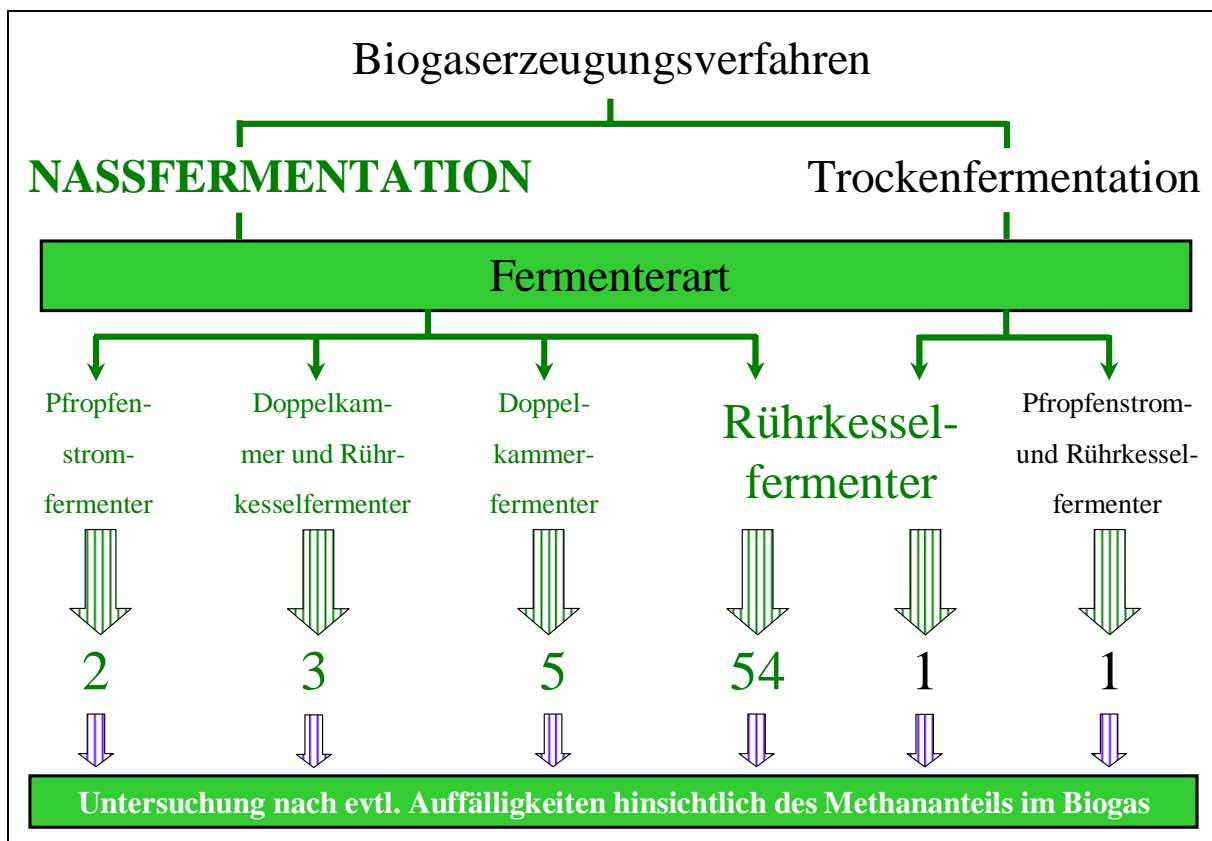 Biogaserzeugungsverfahren
NASSFERMENTATION
Trockenfermentation
Fermenterart
Pfropfen-
strom-
fermenter
Doppelkam-
mer und Rühr-
kesselfermenter
Doppel-
kammer-
fermenter
Rührkessel-
fermenter
Pfropfenstrom-
und Rührkessel-
fermenter
2
3
5
54
1
1
Untersuchung nach evtl. Auffälligkeiten hinsichtlich des Methananteils im Biogas